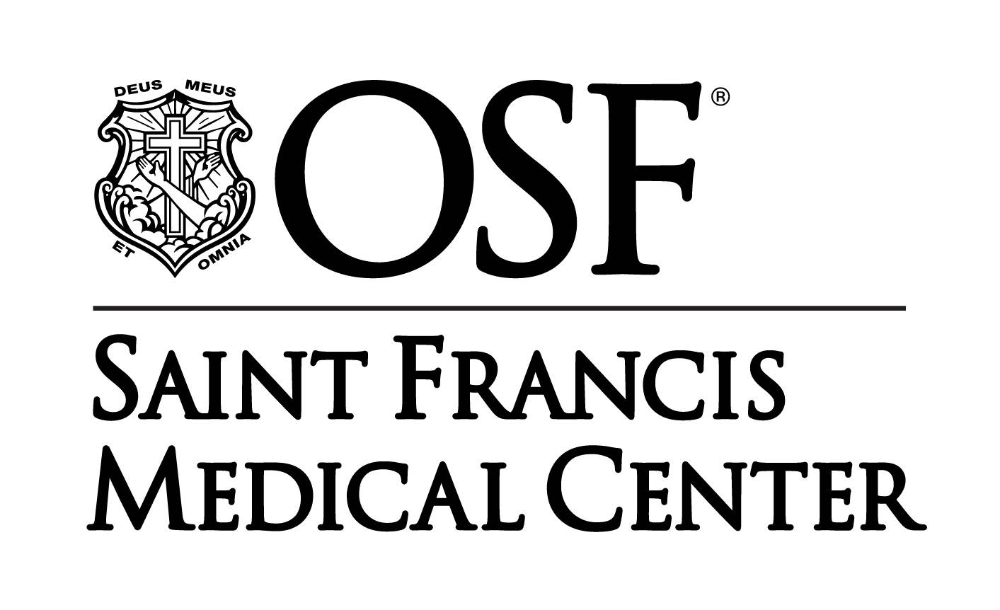 DEUS MEUS
ET OMNIA
OSF®
SAINT FRANCIS
MEDICAL CENTER